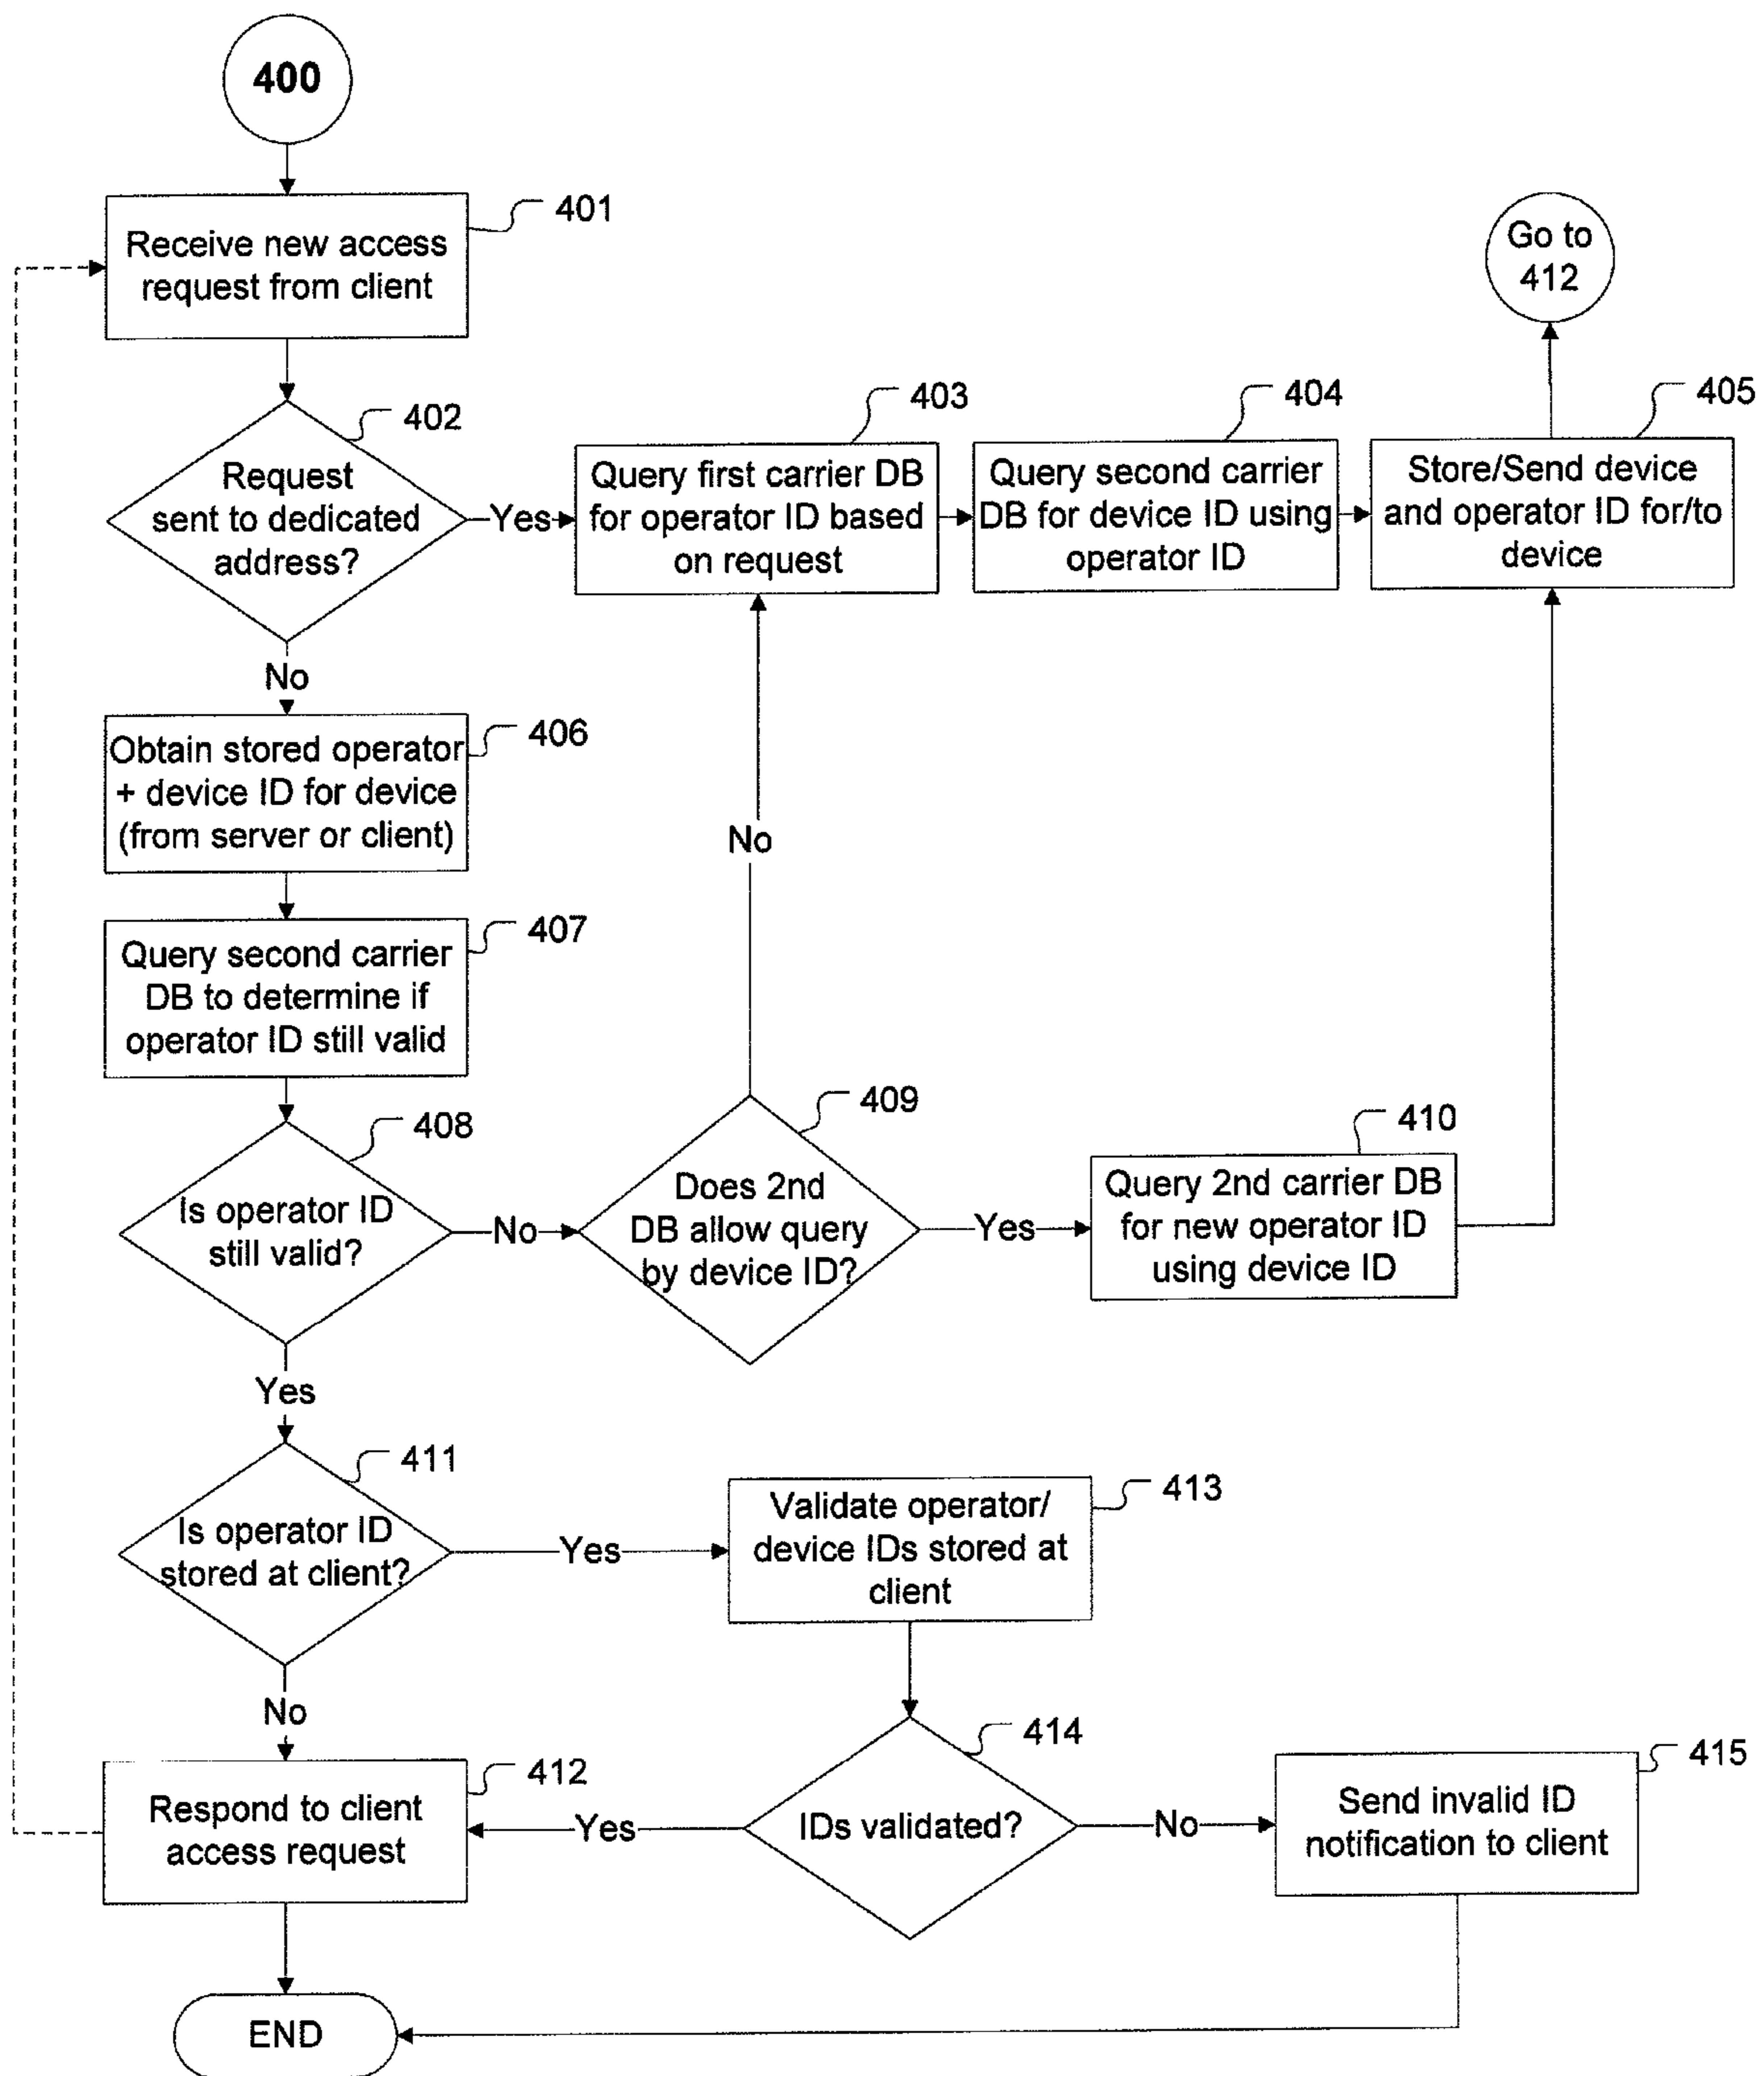 400
401
Receive new access
request from client
Go to
412
402
Request
sent to dedicated
address?
Yes
403
Query first carrier DB
for operator ID based
on request
404
Query second carrier
DB for device ID using
operator ID
405
Store/Send device
and operator ID for/to
device
No
406
Obtain stored operator
+ device ID for device
(from server or client)
No
407
Query second carrier
DB to determine if
operator ID still valid
408
Is operator ID
still valid?
No
409
Does 2nd
DB allow query
by device ID?
Yes
410
Query 2nd carrier DB
for new operator ID
using device ID
Yes
411
Is operator ID
stored at client?
Yes
413
Validate operator/
device IDs stored at
client
No
412
Respond to client
access request
Yes
414
IDs validated?
No
415
Send invalid ID
notification to client
END